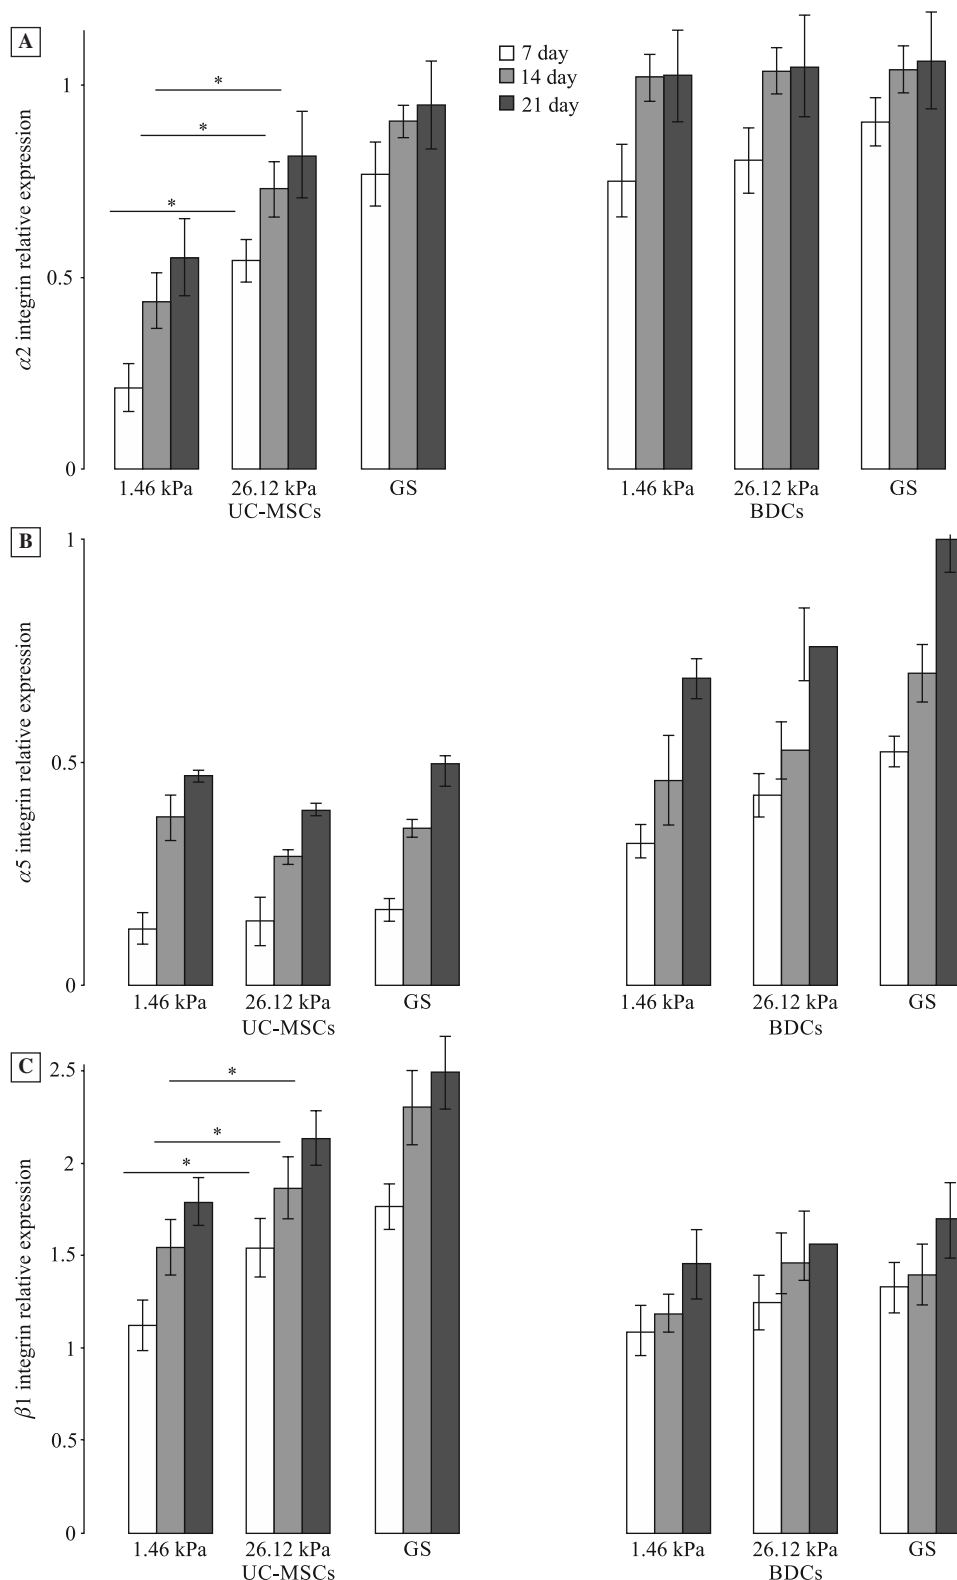 A
7 day
14 day
21 day
α2 integrin relative expression
1
0.5
0
*
*
*
1.46 kPa
26.12 kPa
GS
UC-MSCs
1.46 kPa
26.12 kPa
GS
BDCs
B
α5 integrin relative expression
1
0.5
0
1.46 kPa
26.12 kPa
GS
UC-MSCs
1.46 kPa
26.12 kPa
GS
BDCs
C
β1 integrin relative expression
2.5
2
1.5
1
0.5
0
*
*
*
1.46 kPa
26.12 kPa
GS
UC-MSCs
1.46 kPa
26.12 kPa
GS
BDCs